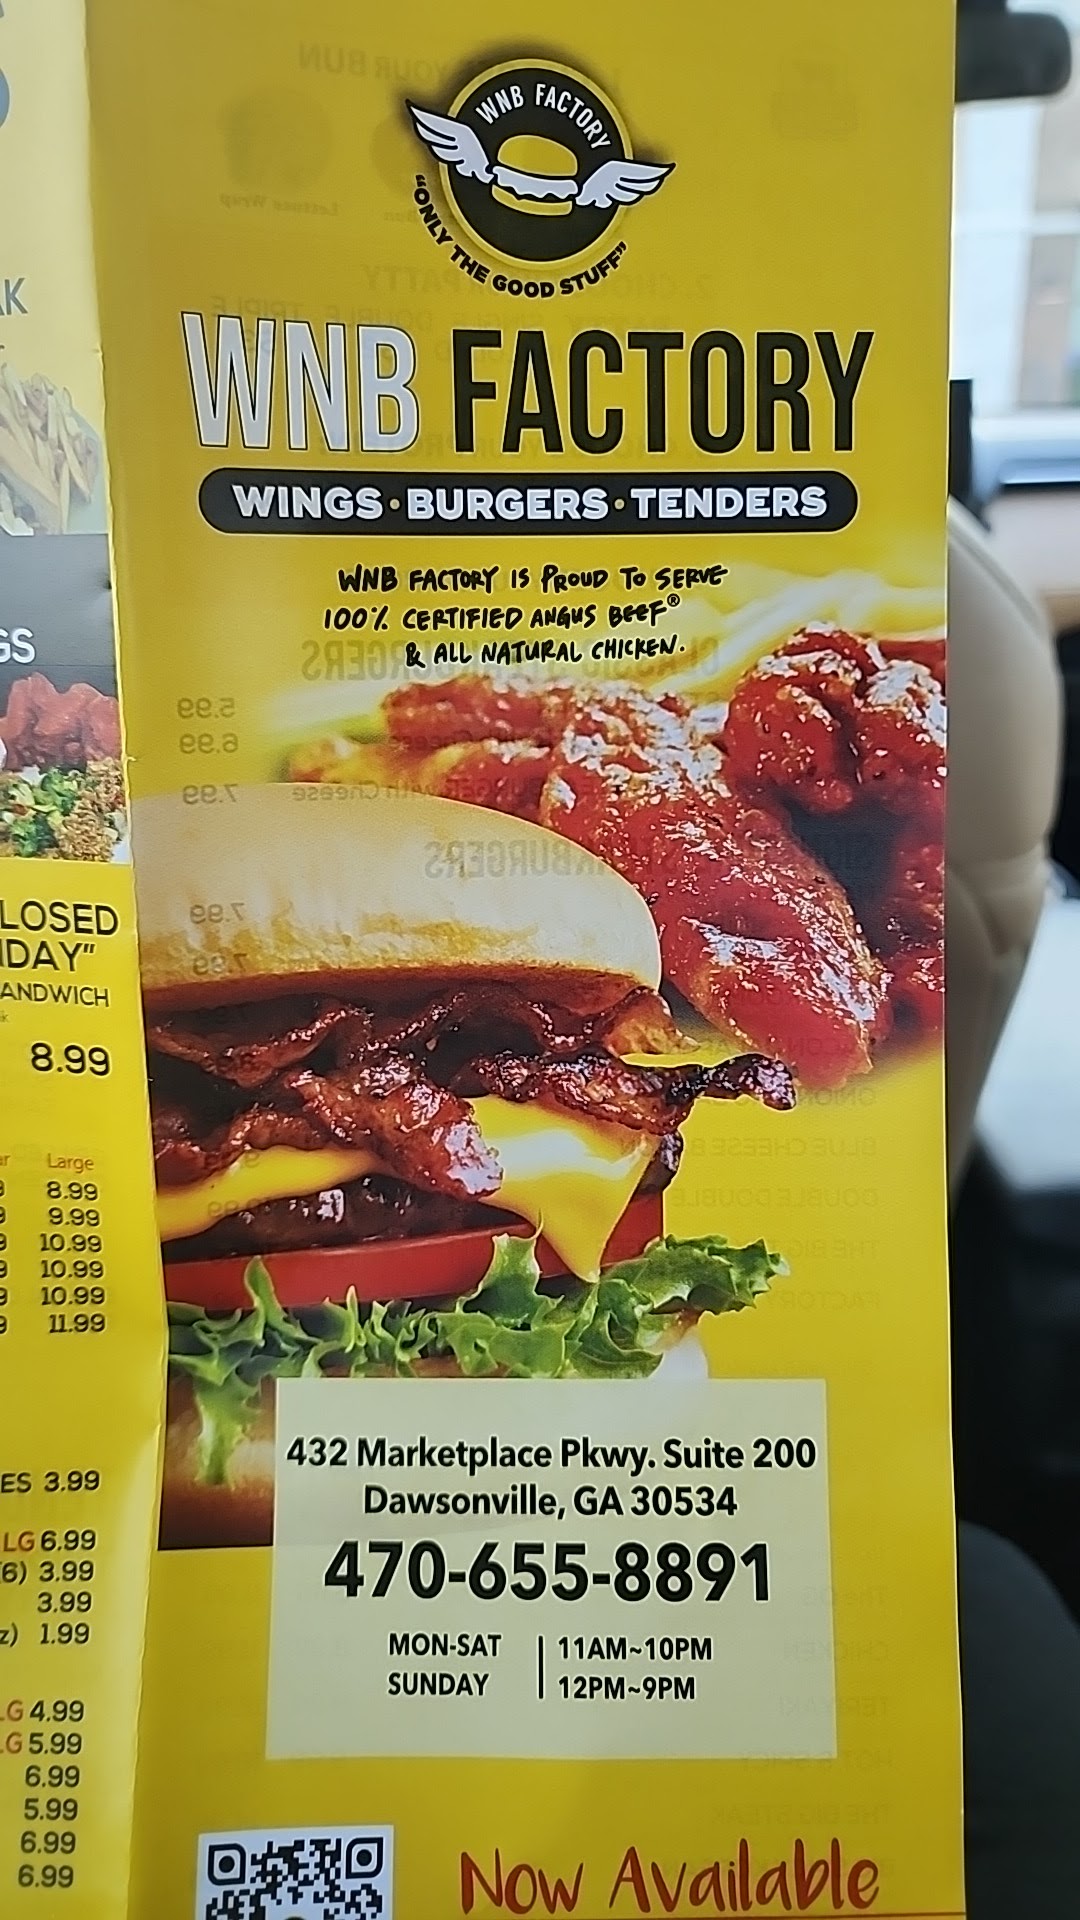 WNB FACTORY
"ONLY THE GOOD STUFF"
WNB FACTORY
WINGS • BURGERS • TENDERS
WNB FACTORY IS PROUD TO SERVE
100% CERTIFIED ANGUS BEEF®
& ALL NATURAL CHICKEN.
432 Marketplace Pkwy. Suite 200
Dawsonville, GA 30534
470-655-8891
MON-SAT | 11AM~10PM
SUNDAY | 12PM~9PM
Now Available
8.99
Large
8.99
9.99
10.99
10.99
10.99
11.99
3.99
LG 6.99
(6) 3.99
3.99
1.99
LG 4.99
LG 5.99
6.99
5.99
6.99
6.99